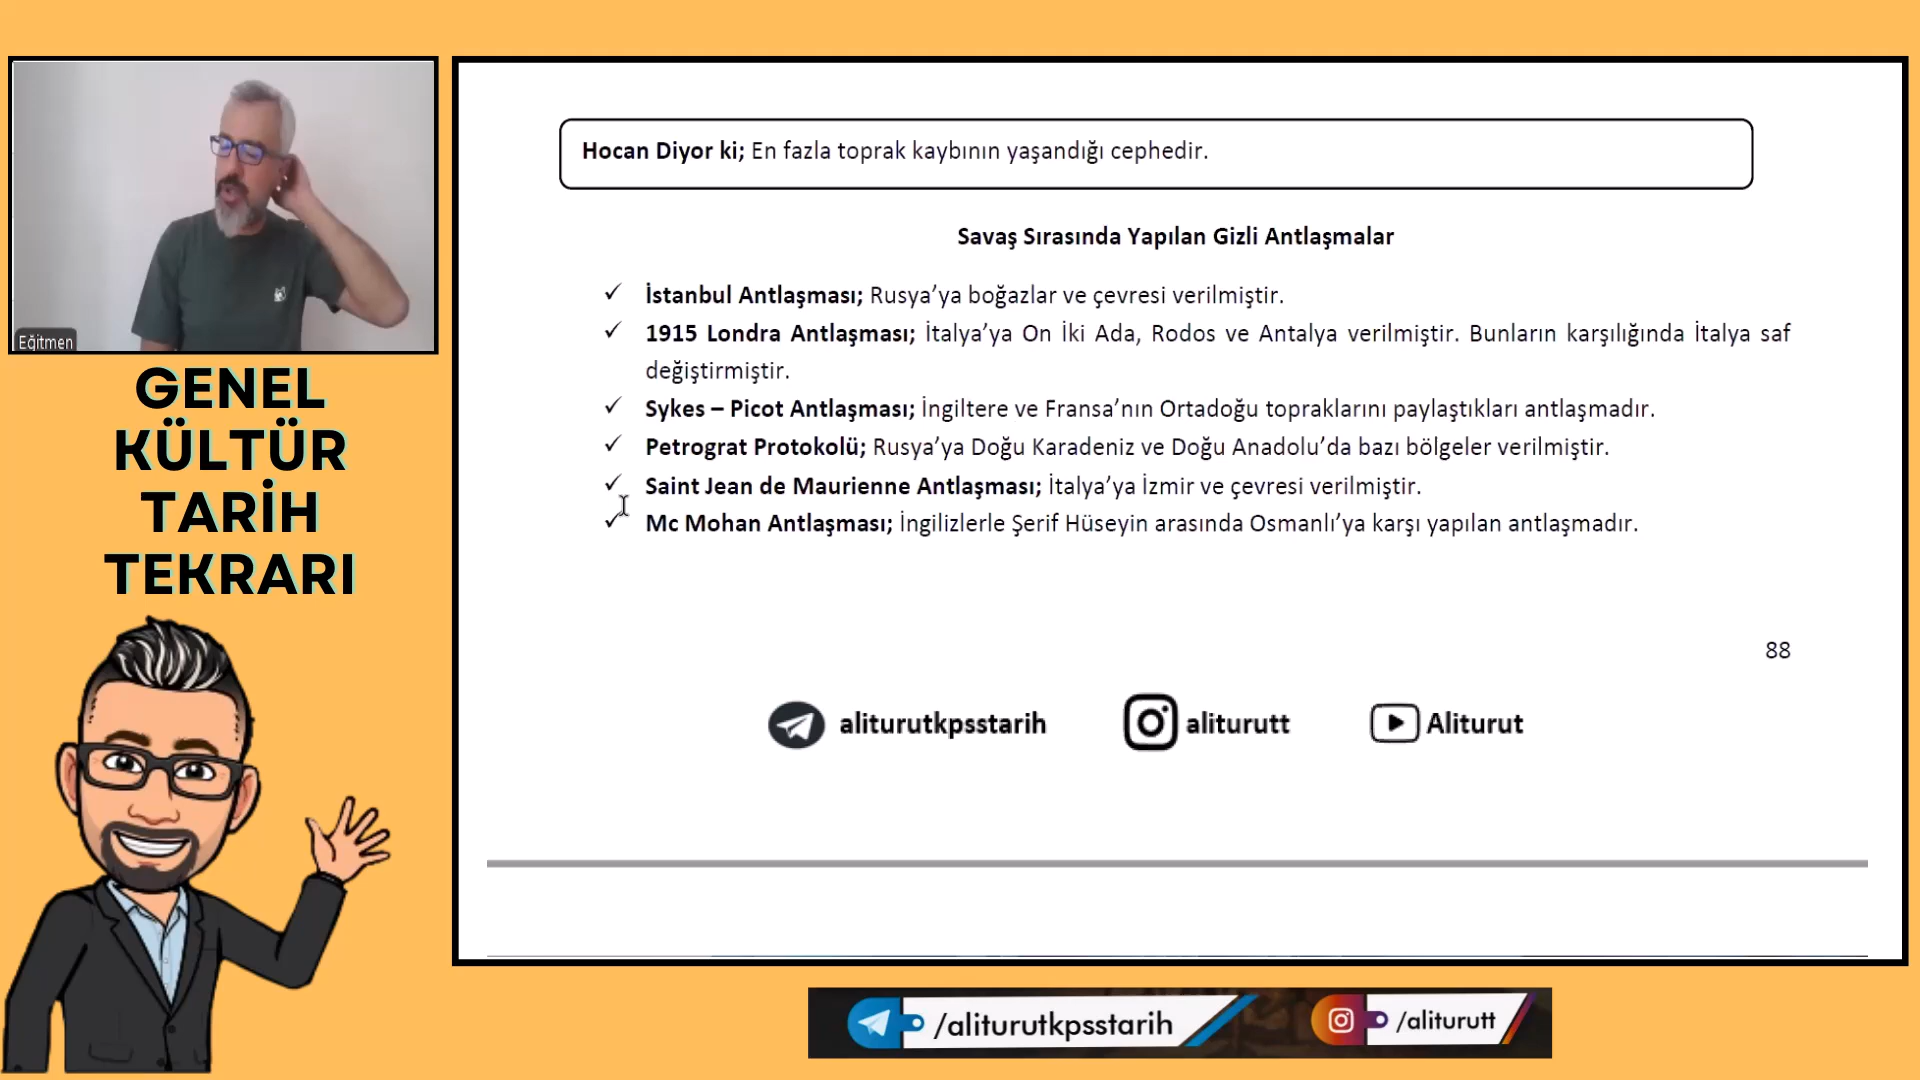 Eğitmen
GENEL
KÜLTÜR
TARİH
TEKRARI
Hocan Diyor ki; En fazla toprak kaybının yaşandığı cephedir.
Savaş Sırasında Yapılan Gizli Antlaşmalar
✓ İstanbul Antlaşması; Rusya’ya boğazlar ve çevresi verilmiştir.
✓ 1915 Londra Antlaşması; İtalya’ya On İki Ada, Rodos ve Antalya verilmiştir. Bunların karşılığında İtalya saf
değiştirmiştir.
✓ Sykes – Picot Antlaşması; İngiltere ve Fransa’nın Ortadoğu topraklarını paylaştıkları antlaşmadır.
✓ Petrograt Protokolü; Rusya’ya Doğu Karadeniz ve Doğu Anadolu’da bazı bölgeler verilmiştir.
✓ Saint Jean de Maurienne Antlaşması; İtalya’ya İzmir ve çevresi verilmiştir.
✓ Mc Mohan Antlaşması; İngilizlerle Şerif Hüseyin arasında Osmanlı’ya karşı yapılan antlaşmadır.
88
aliturutkpsstarih aliturutt Aliturut
/aliturutkpsstarih /aliturutt